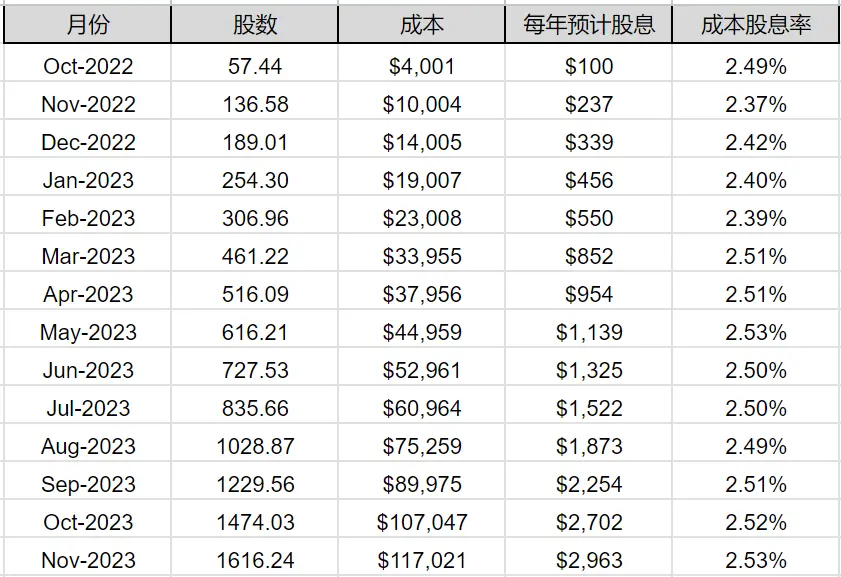 月份 股数 成本 每年预计股息 成本股息率
Oct-2022 57.44 $4,001 $100 2.49%
Nov-2022 136.58 $10,004 $237 2.37%
Dec-2022 189.01 $14,005 $339 2.42%
Jan-2023 254.30 $19,007 $456 2.40%
Feb-2023 306.96 $23,008 $550 2.39%
Mar-2023 461.22 $33,955 $852 2.51%
Apr-2023 516.09 $37,956 $954 2.51%
May-2023 616.21 $44,959 $1,139 2.53%
Jun-2023 727.53 $52,961 $1,325 2.50%
Jul-2023 835.66 $60,964 $1,522 2.50%
Aug-2023 1028.87 $75,259 $1,873 2.49%
Sep-2023 1229.56 $89,975 $2,254 2.51%
Oct-2023 1474.03 $107,047 $2,702 2.52%
Nov-2023 1616.24 $117,021 $2,963 2.53%